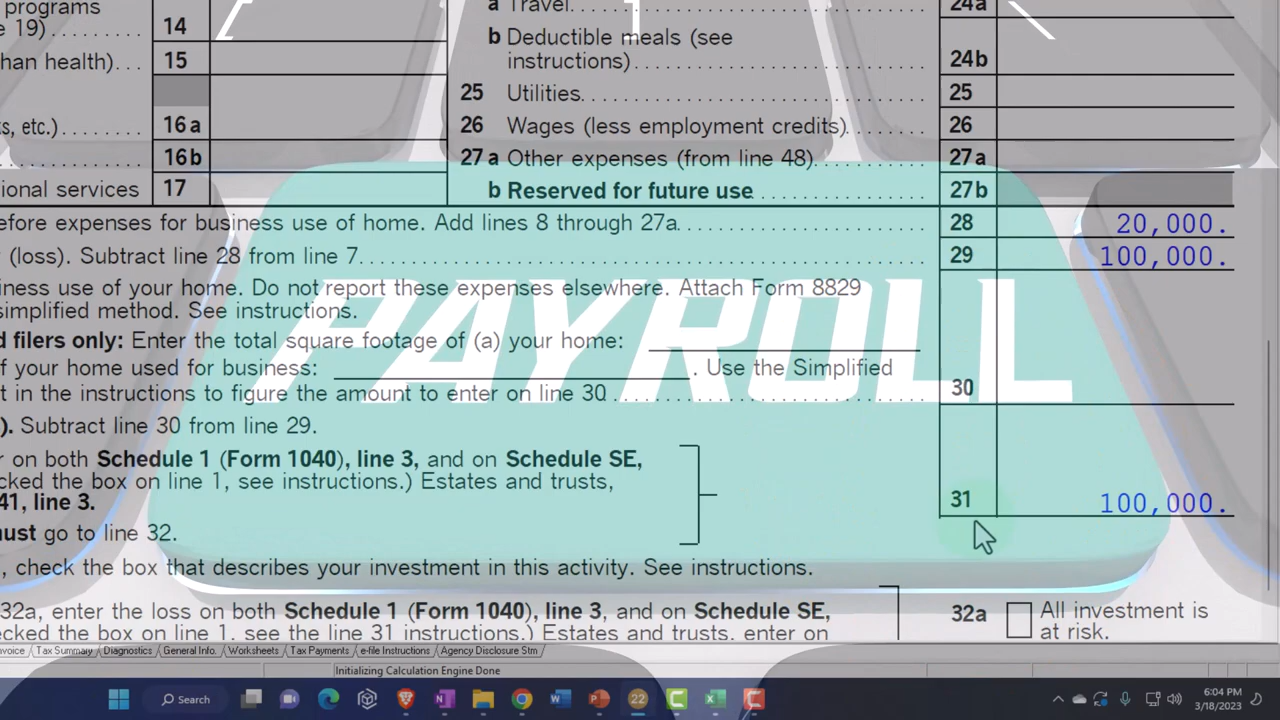 programs
a Travel 24a
e 19) 14
b Deductible meals (see
instructions) 24b
han health) 15
25 Utilities 25
s, etc.) 16a
26 Wages (less employment credits) 26
16b
27a Other expenses (from line 48) 27a
ional services 17
b Reserved for future use 27b
efore expenses for business use of home. Add lines 8 through 27a 28 20,000.
(loss). Subtract line 28 from line 7 29 100,000.
iness use of your home. Do not report these expenses elsewhere. Attach Form 8829
simplified method. See instructions.
d filers only: Enter the total square footage of (a) your home:
f your home used for business: . Use the Simplified
t in the instructions to figure the amount to enter on line 30 30
PAYROLL
). Subtract line 30 from line 29.
r on both Schedule 1 (Form 1040), line 3, and on Schedule SE,
cked the box on line 1, see instructions.) Estates and trusts,
41, line 3. 31 100,000.
must go to line 32.
, check the box that describes your investment in this activity. See instructions.
32a, enter the loss on both Schedule 1 (Form 1040), line 3, and on Schedule SE, 32a All investment is
cked the box on line 1, see the line 31 instructions.) Estates and trusts, enter on at risk.
nvoice Tax Summary Diagnostics General Info. Worksheets Tax Payments e-file Instructions Agency Disclosure Stm
Initializing Calculation Engine Done
Search 22 6:04 PM
3/18/2023